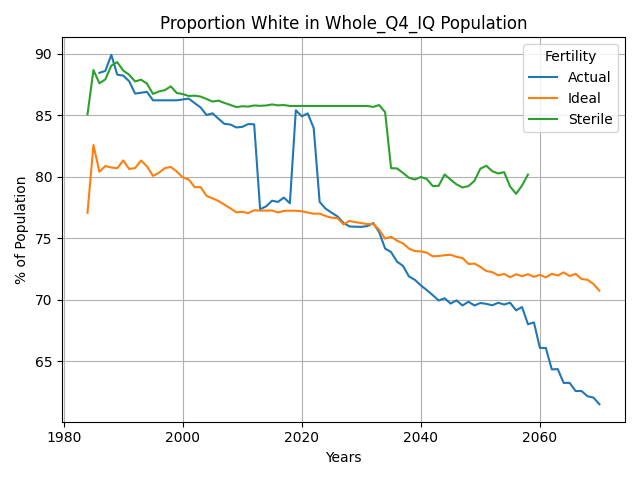 Proportion White in Whole_Q4_IQ Population
Fertility
Actual
Ideal
Sterile
% of Population
90
85
80
75
70
65
1980
2000
2020
2040
2060
Years